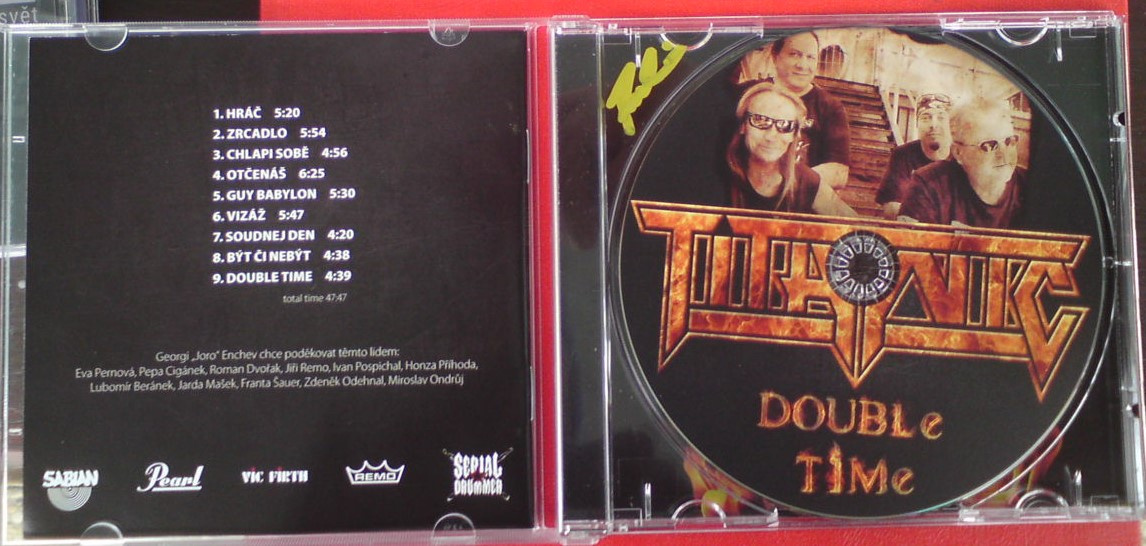 svět
1. HRÁČ 5:20
2. ZRCADLO 5:54
3. CHLAPI SOBĚ 4:56
4. OTČENÁŠ 6:25
5. GUY BABYLON 5:30
6. VIZÁŽ 5:47
7. SOUDNEJ DEN 4:20
8. BÝT ČI NEBÝT 4:38
9. DOUBLE TIME 4:39
total time 47:47
Georgi „Joro“ Enchev chce poděkovat těmto lidem:
Eva Pernová, Pepa Cigánek, Roman Dvořak, Jiří Remo, Ivan Pospichal, Honza Příhoda,
Lubomír Beránek, Jarda Mašek, Franta Šauer, Zdeněk Odehnal, Miroslav Ondrůj
SABIAN Pearl VIC FIRTH REMO SERIAL DRUMMER
TITANIC
DOUBLe
TIMe